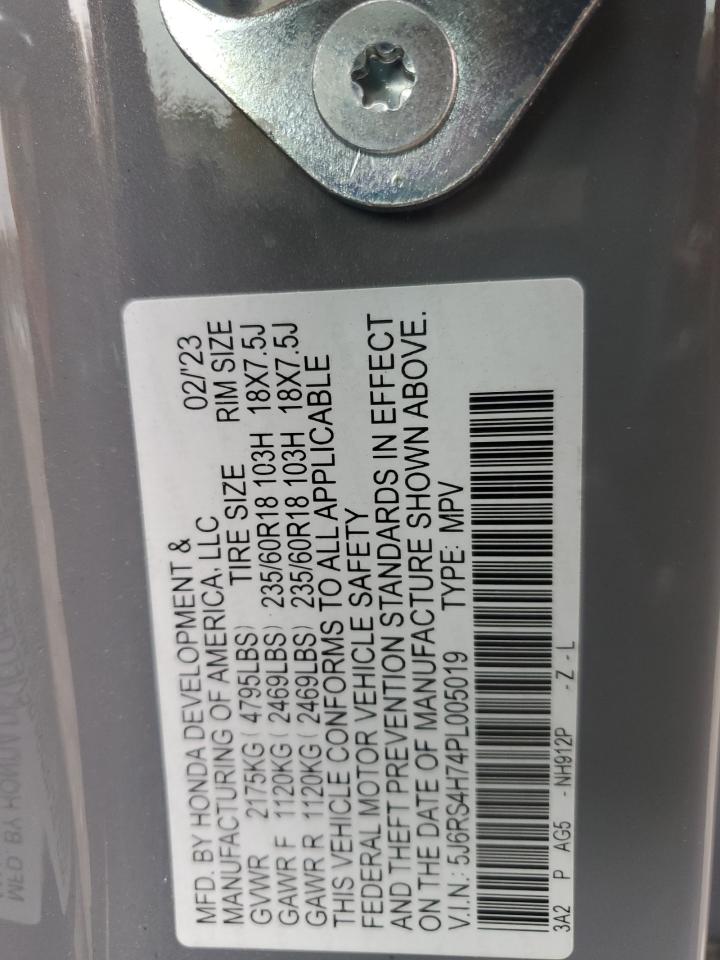 MFD. BY HONDA DEVELOPMENT & 02/'23
MANUFACTURING OF AMERICA, LLC
TIRE SIZE RIM SIZE
GVWR 2175KG(4795LBS)
GAWR F 1120KG(2469LBS) 235/60R18 103H 18X7.5J
GAWR R 1120KG(2469LBS) 235/60R18 103H 18X7.5J
THIS VEHICLE CONFORMS TO ALL APPLICABLE
FEDERAL MOTOR VEHICLE SAFETY
AND THEFT PREVENTION STANDARDS IN EFFECT
ON THE DATE OF MANUFACTURE SHOWN ABOVE.
V.I.N.: 5J6RS4H74PL005019 TYPE: MPV
3A2 P AG5 -NH912P -Z-L